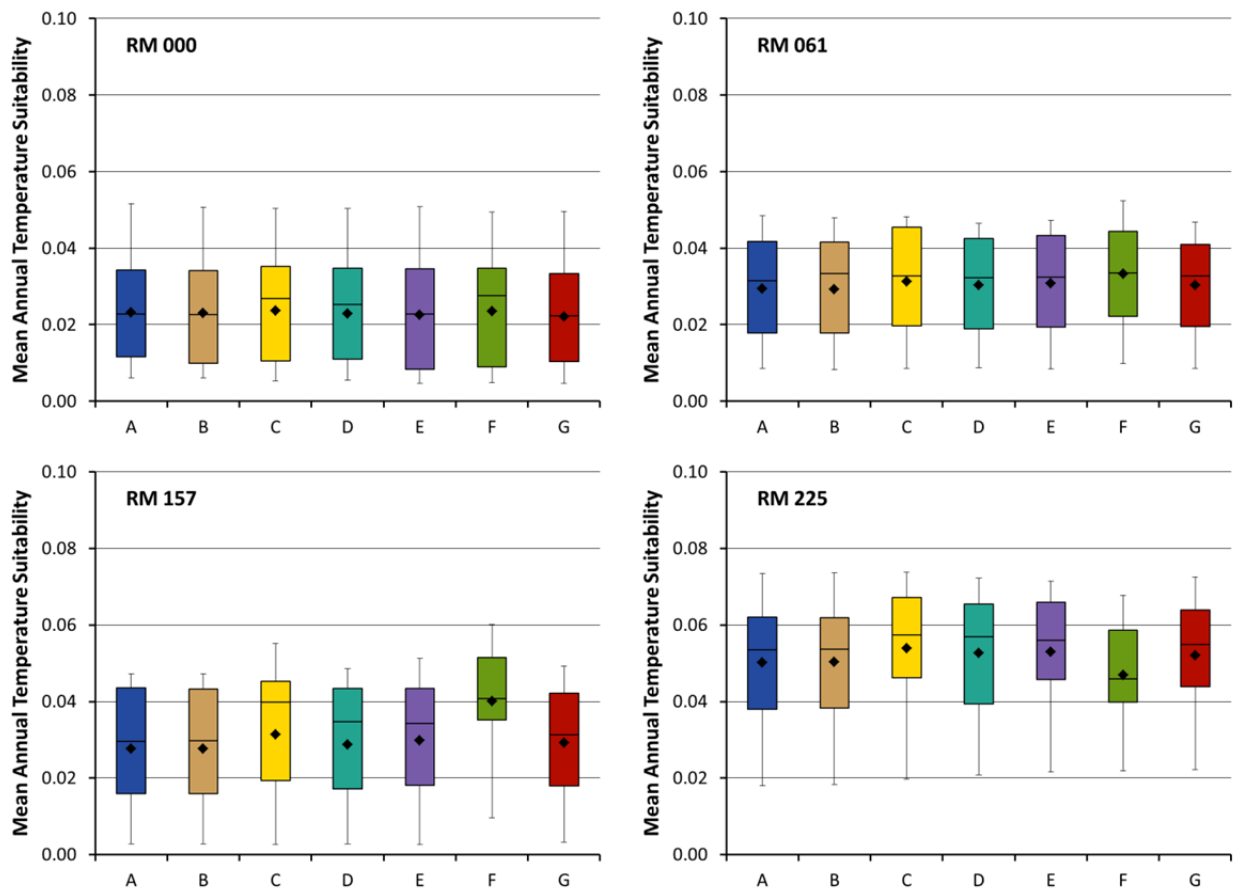 RM 000
Mean Annual Temperature Suitability
0.10
0.08
0.06
0.04
0.02
0.00
A B C D E F G
RM 061
Mean Annual Temperature Suitability
0.10
0.08
0.06
0.04
0.02
0.00
A B C D E F G
RM 157
Mean Annual Temperature Suitability
0.10
0.08
0.06
0.04
0.02
0.00
A B C D E F G
RM 225
Mean Annual Temperature Suitability
0.10
0.08
0.06
0.04
0.02
0.00
A B C D E F G